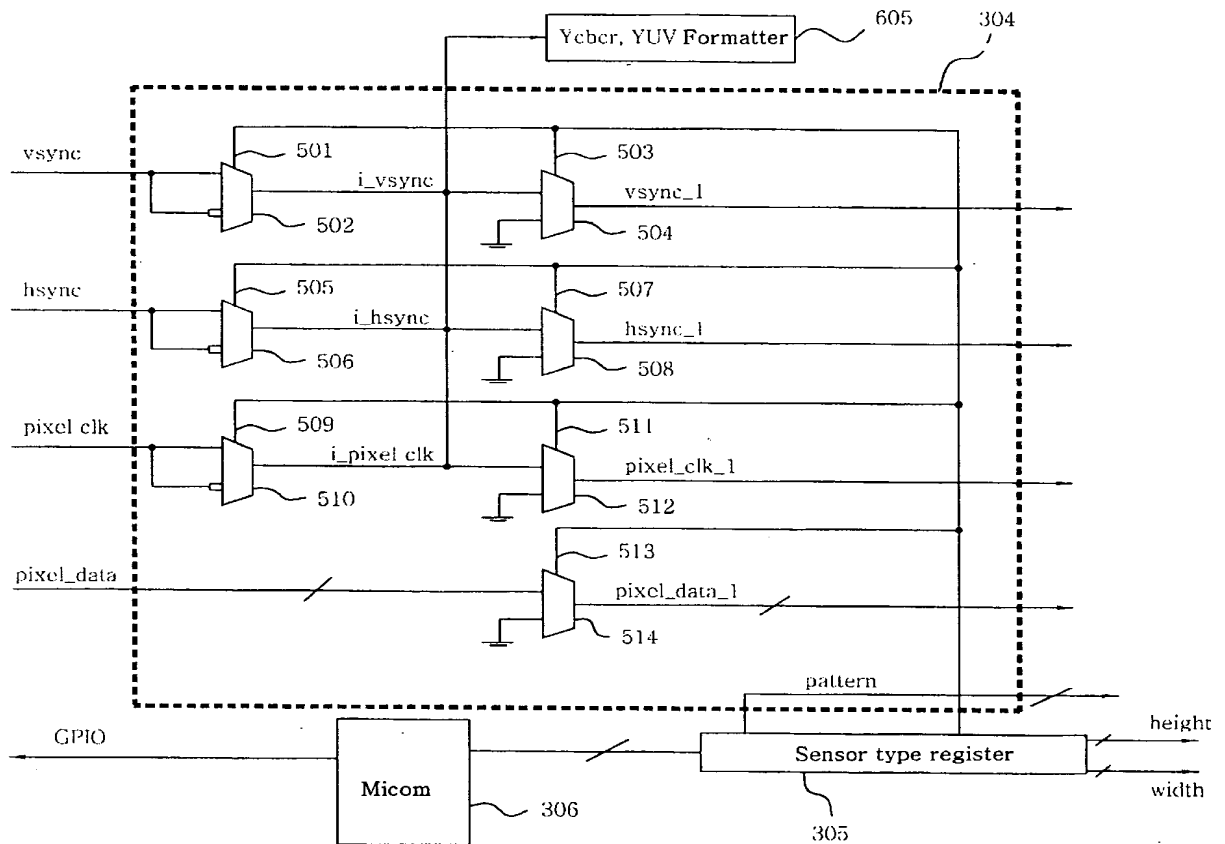 Ycbcr, YUV Formatter
605
304
vsync
501
503
i_vsync
vsync_1
502
504
hsync
505
507
i_hsync
hsync_1
506
508
pixel clk
509
511
i_pixel clk
pixel_clk_1
510
512
513
pixel_data
pixel_data_1
514
pattern
GPIO
height
Sensor type register
Micom
width
306
305